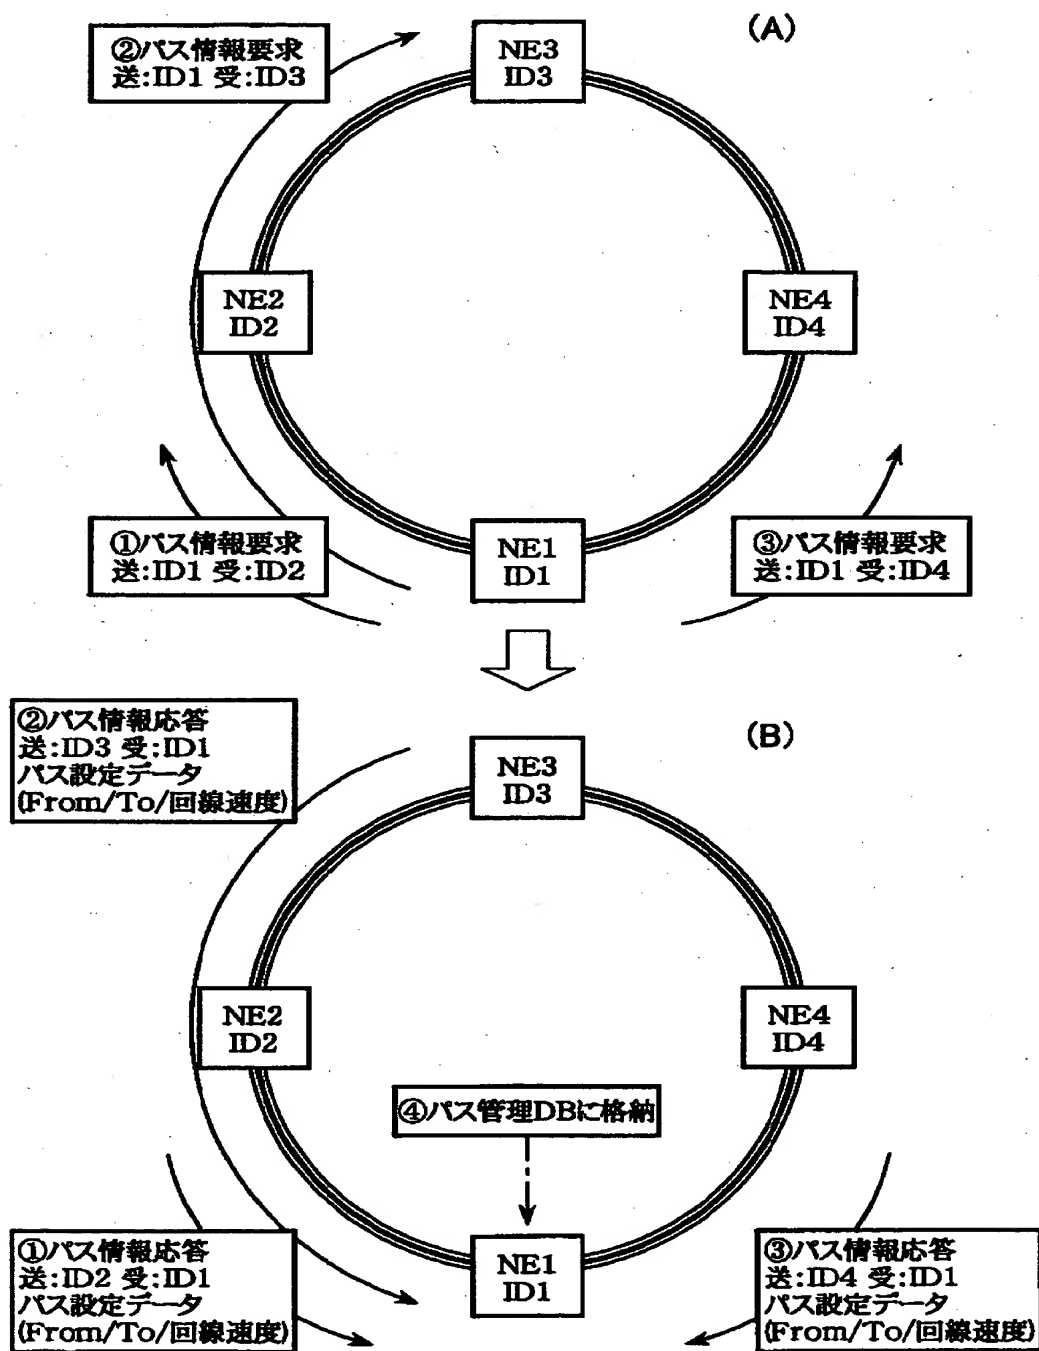 (A)
②パス情報要求
送:ID1 受:ID3
NE3
ID3
NE2
ID2
NE4
ID4
①パス情報要求
送:ID1 受:ID2
NE1
ID1
③パス情報要求
送:ID1 受:ID4
(B)
②パス情報応答
送:ID3 受:ID1
パス設定データ
(From/To/回線速度)
NE3
ID3
NE2
ID2
NE4
ID4
④パス管理DBに格納
①パス情報応答
送:ID2 受:ID1
パス設定データ
(From/To/回線速度)
NE1
ID1
③パス情報応答
送:ID4 受:ID1
パス設定データ
(From/To/回線速度)